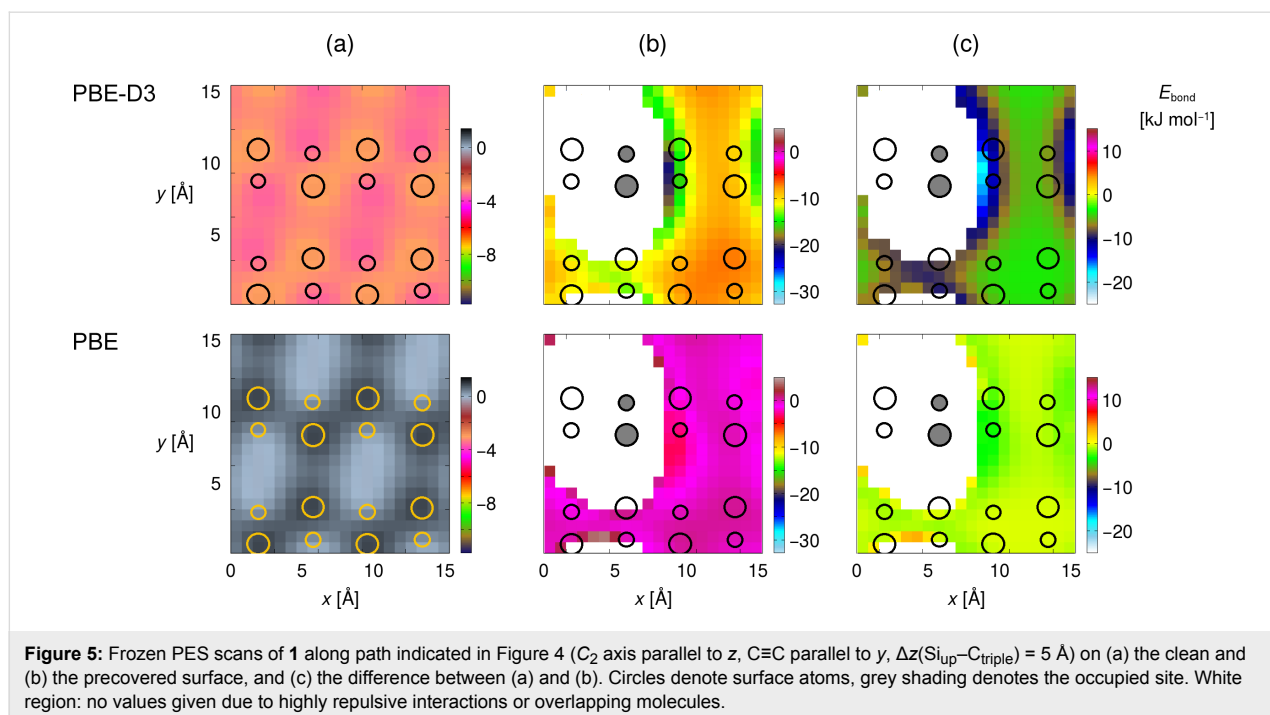 (a) (b) (c)
PBE-D3
E_bond
[kJ mol⁻¹]
15
10
5
y [Å]
0
−4
−8
0
−10
−20
−30
10
0
−10
−20
PBE
15
10
5
y [Å]
0 5 10 15
x [Å]
0
−4
−8
0 5 10 15
x [Å]
0
−10
−20
−30
0 5 10 15
x [Å]
10
0
−10
−20
Figure 5: Frozen PES scans of 1 along path indicated in Figure 4 (C₂ axis parallel to z, C≡C parallel to y, Δz(Si_up–C_triple) = 5 Å) on (a) the clean and
(b) the precovered surface, and (c) the difference between (a) and (b). Circles denote surface atoms, grey shading denotes the occupied site. White
region: no values given due to highly repulsive interactions or overlapping molecules.